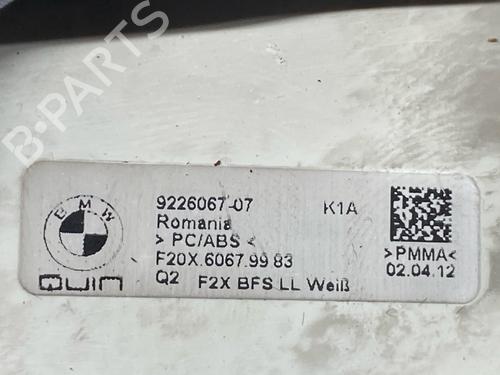 B-PARTS
BMW
QUIN
9226067-07 K1A
Romania
> PC/ABS <
F20X.6067.99 83
Q2 F2X BFS LL Weiß
>PMMA<
02.04.12